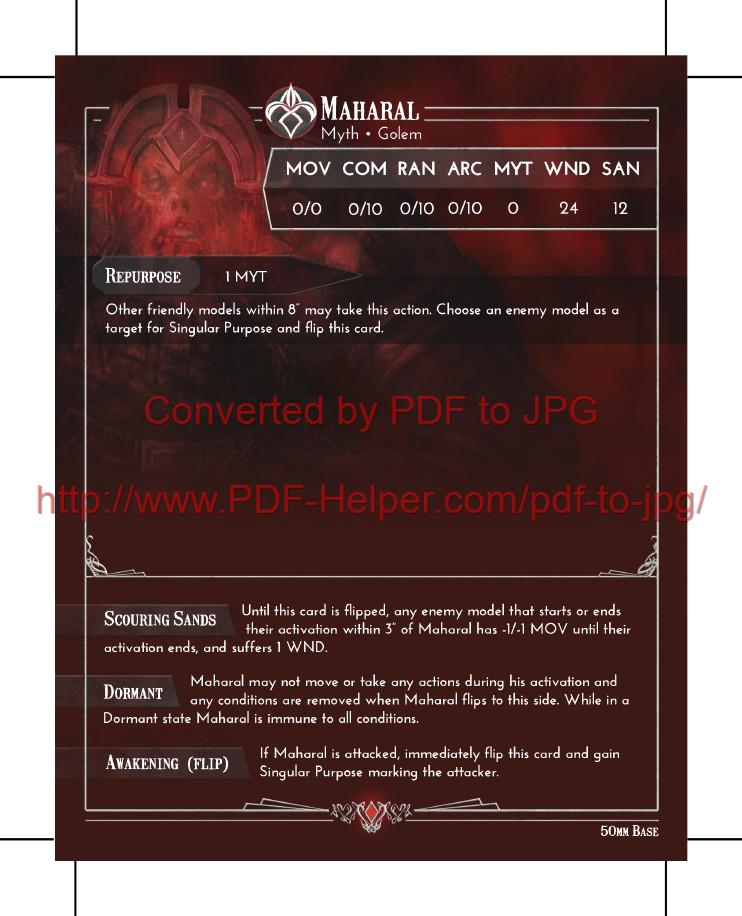 MAHARAL
Myth • Golem
MOV COM RAN ARC MYT WND SAN
0/0 0/10 0/10 0/10 0 24 12
REPURPOSE 1 MYT
Other friendly models within 8" may take this action. Choose an enemy model as a
target for Singular Purpose and flip this card.
Converted by PDF to JPG
http://www.PDF-Helper.com/pdf-to-jpg/
SCOURING SANDS Until this card is flipped, any enemy model that starts or ends
their activation within 3" of Maharal has -1/-1 MOV until their
activation ends, and suffers 1 WND.
DORMANT Maharal may not move or take any actions during his activation and
any conditions are removed when Maharal flips to this side. While in a
Dormant state Maharal is immune to all conditions.
AWAKENING (FLIP) If Maharal is attacked, immediately flip this card and gain
Singular Purpose marking the attacker.
50MM BASE